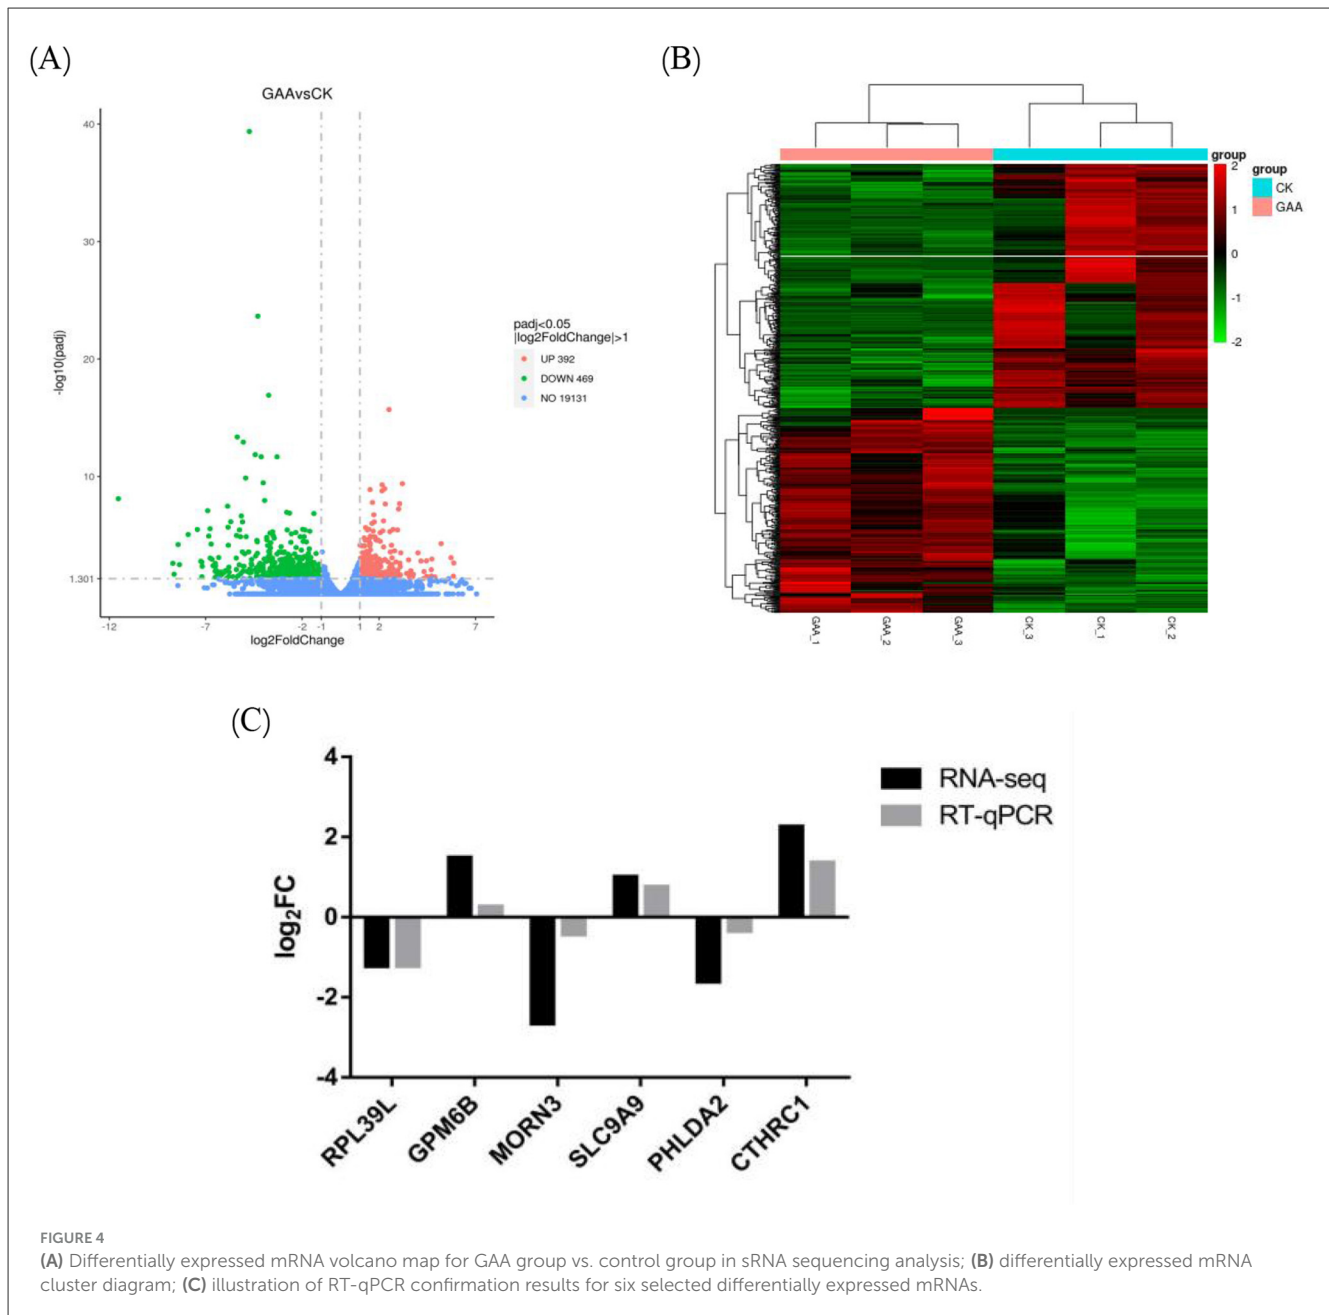 (A)
GAAvsCK
40
30
20
10
1.301
-log10(padj)
-12
-7
-2
-1
1
2
7
log2FoldChange
padj<0.05
|log2FoldChange|>1
UP 392
DOWN 469
NO 19131
(B)
group
2
1
0
-1
-2
group
CK
GAA
GAA_1
GAA_2
GAA_3
CK_3
CK_1
CK_2
(C)
4
2
0
-2
-4
log₂FC
RNA-seq
RT-qPCR
RPL39L
GPM6B
MORN3
SLC9A9
PHLDA2
CTHRC1
FIGURE 4
(A) Differentially expressed mRNA volcano map for GAA group vs. control group in sRNA sequencing analysis; (B) differentially expressed mRNA
cluster diagram; (C) illustration of RT-qPCR confirmation results for six selected differentially expressed mRNAs.